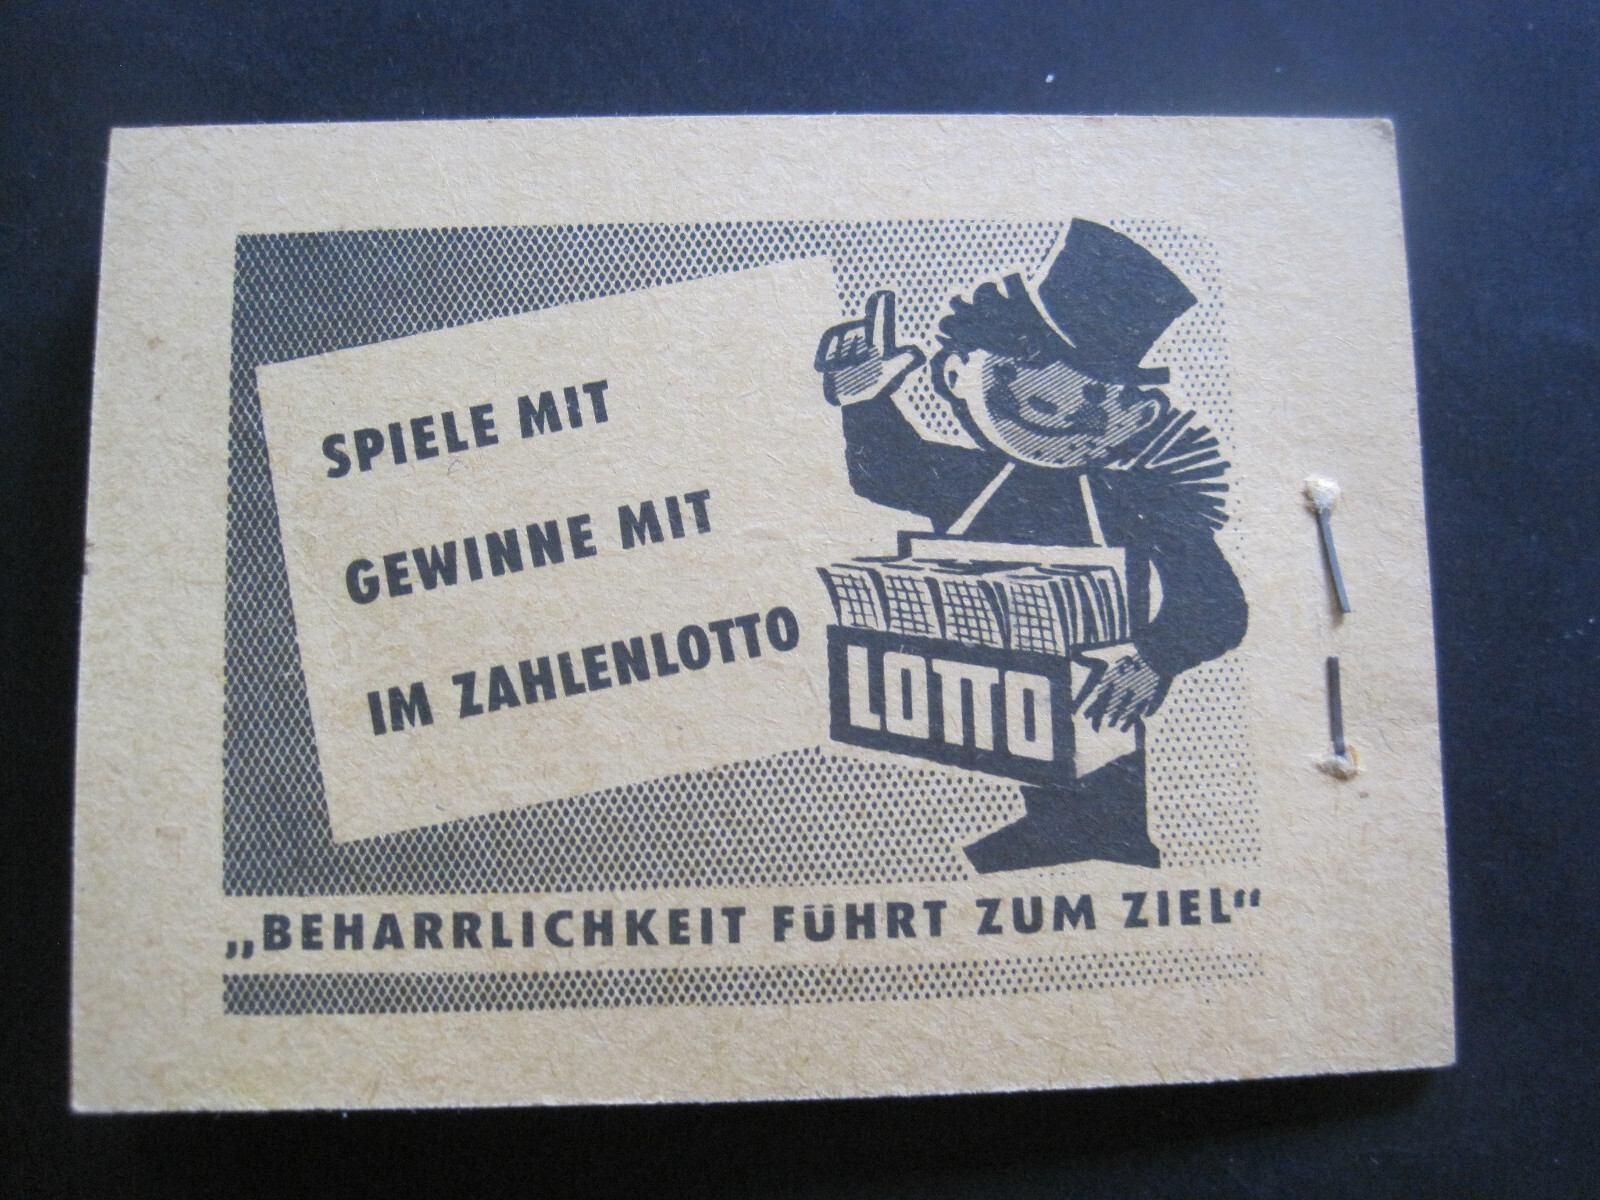 SPIELE MIT
GEWINNE MIT
IM ZAHLENLOTTO
LOTTO
„BEHARRLICHKEIT FÜHRT ZUM ZIEL“